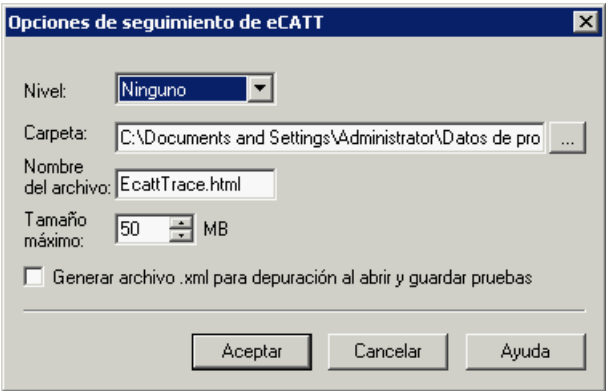 Opciones de seguimiento de eCATT
Nivel: Ninguno
Carpeta: C:\Documents and Settings\Administrator\Datos de pro ...
Nombre
del archivo: EcattTrace.html
Tamaño
máximo: 50 MB
Generar archivo .xml para depuración al abrir y guardar pruebas
Aceptar Cancelar Ayuda